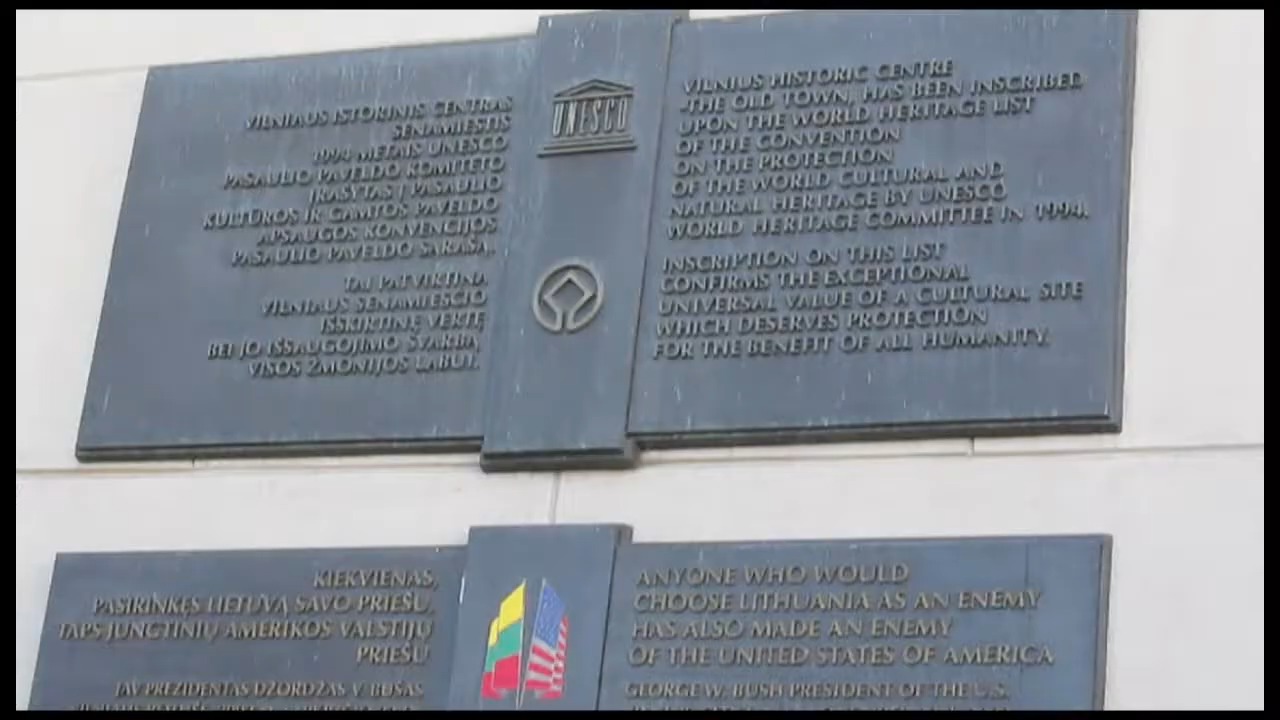 VILNIAUS ISTORINIS CENTRAS
SENAMIESTIS
1994 METAIS UNESCO
PASAULIO PAVELDO KOMITETO
ĮRAŠYTAS Į PASAULIO
KULTŪROS IR GAMTOS PAVELDO
APSAUGOS KONVENCIJOS
PASAULIO PAVELDO SĄRAŠĄ.
TAI PATVIRTINA
VILNIAUS SENAMIESČIO
IŠSKIRTINĘ VERTĘ
BEI JO IŠSAUGOJIMO SVARBĄ
VISOS ŽMONIJOS LABUI.
UNESCO
VILNIUS HISTORIC CENTRE
-THE OLD TOWN, HAS BEEN INSCRIBED
UPON THE WORLD HERITAGE LIST
OF THE CONVENTION
ON THE PROTECTION
OF THE WORLD CULTURAL AND
NATURAL HERITAGE BY UNESCO
WORLD HERITAGE COMMITTEE IN 1994.
INSCRIPTION ON THIS LIST
CONFIRMS THE EXCEPTIONAL
UNIVERSAL VALUE OF A CULTURAL SITE
WHICH DESERVES PROTECTION
FOR THE BENEFIT OF ALL HUMANITY.
KIEKVIENAS,
PASIRINKĘS LIETUVĄ SAVO PRIEŠU,
TAPS JUNGTINIŲ AMERIKOS VALSTIJŲ
PRIEŠU
JAV PREZIDENTAS DŽORDŽAS V. BUŠAS
ANYONE WHO WOULD
CHOOSE LITHUANIA AS AN ENEMY
HAS ALSO MADE AN ENEMY
OF THE UNITED STATES OF AMERICA
GEORGE W. BUSH PRESIDENT OF THE U.S.